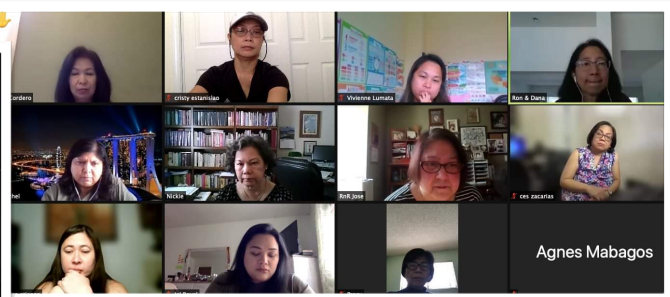 Cordero
cristy estanislao
Vivienne Lumata
Ron & Dana
hel
Nickie
RnR Jose
ces zacarias
Agnes Mabagos